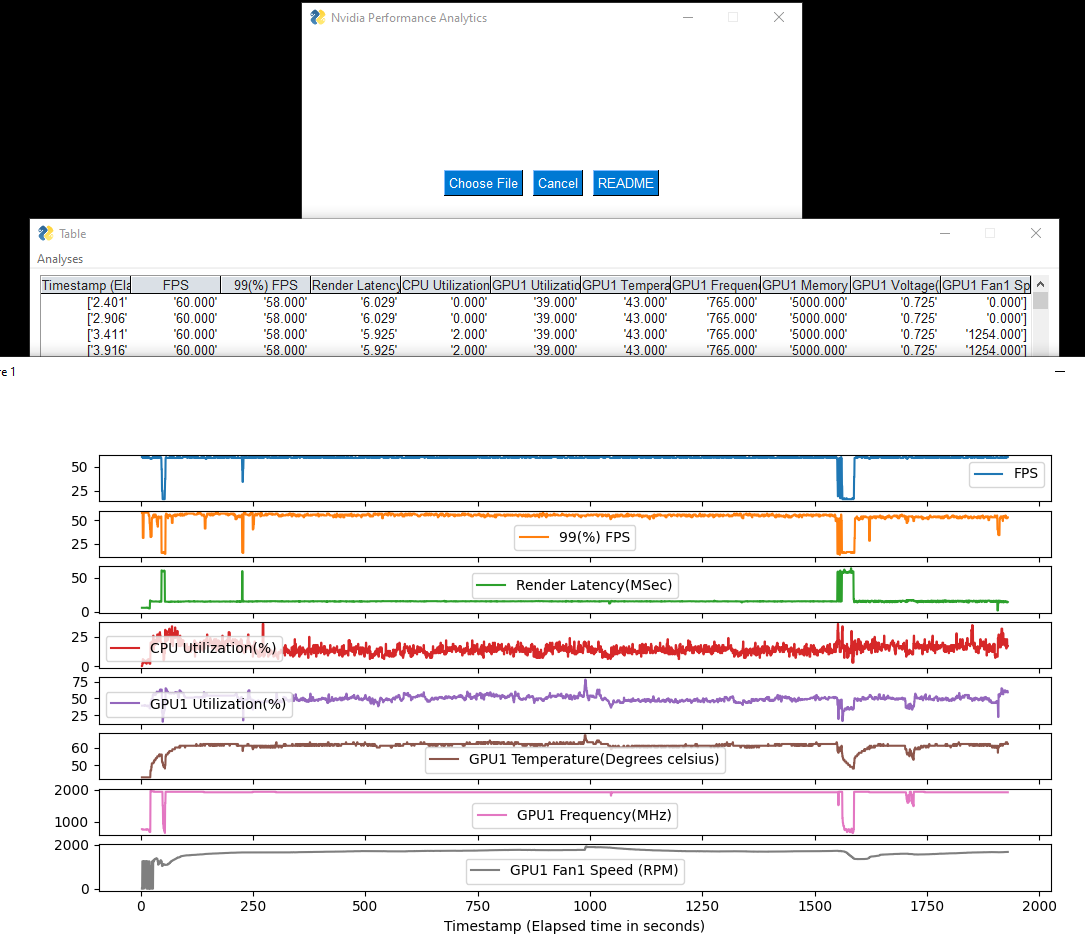 Nvidia Performance Analytics
Choose File Cancel README
Table
Analyses
Timestamp (Ela FPS 99(%) FPS Render Latency CPU Utilization GPU1 Utilizatio GPU1 Tempera GPU1 Frequen GPU1 Memory GPU1 Voltage( GPU1 Fan1 Sp
['2.401' '60.000' '58.000' '6.029' '0.000' '39.000' '43.000' '765.000' '5000.000' '0.725' '0.000']
['2.906' '60.000' '58.000' '6.029' '0.000' '39.000' '43.000' '765.000' '5000.000' '0.725' '0.000']
['3.411' '60.000' '58.000' '5.925' '2.000' '39.000' '43.000' '765.000' '5000.000' '0.725' '1254.000']
['3.916' '60.000' '58.000' '5.925' '2.000' '39.000' '43.000' '765.000' '5000.000' '0.725' '1254.000']
re 1
50
25
FPS
50
25
99(%) FPS
50
0
Render Latency(MSec)
25
0
CPU Utilization(%)
75
50
25
GPU1 Utilization(%)
60
50
GPU1 Temperature(Degrees celsius)
2000
1000
GPU1 Frequency(MHz)
2000
0
GPU1 Fan1 Speed (RPM)
0 250 500 750 1000 1250 1500 1750 2000
Timestamp (Elapsed time in seconds)